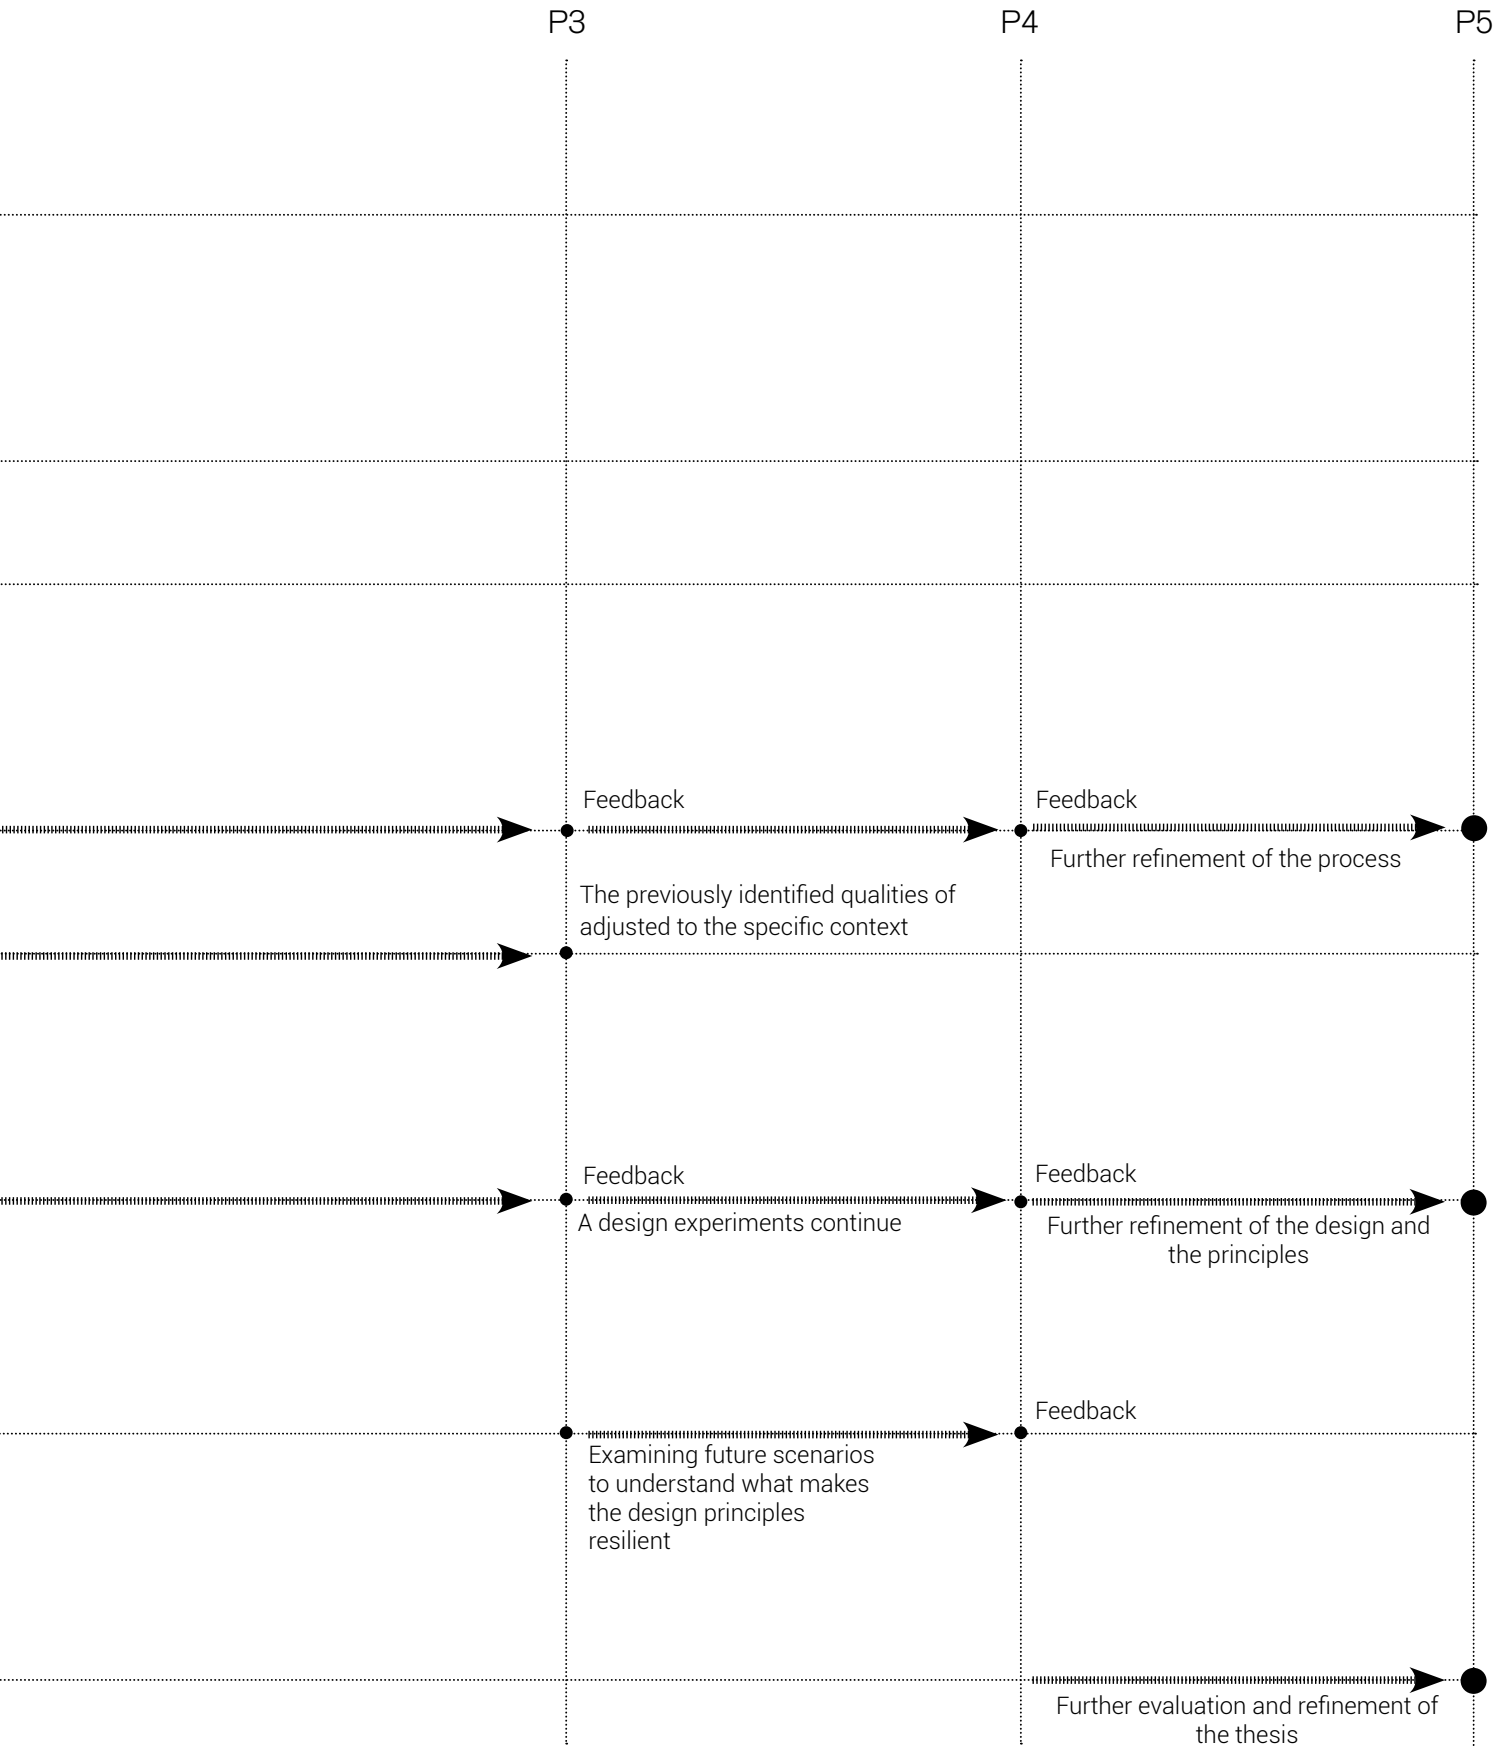 P3
P4
P5
Feedback
Feedback
Further refinement of the process
The previously identified qualities of
adjusted to the specific context
Feedback
Feedback
A design experiments continue
Further refinement of the design and
the principles
Feedback
Examining future scenarios
to understand what makes
the design principles
resilient
Further evaluation and refinement of
the thesis